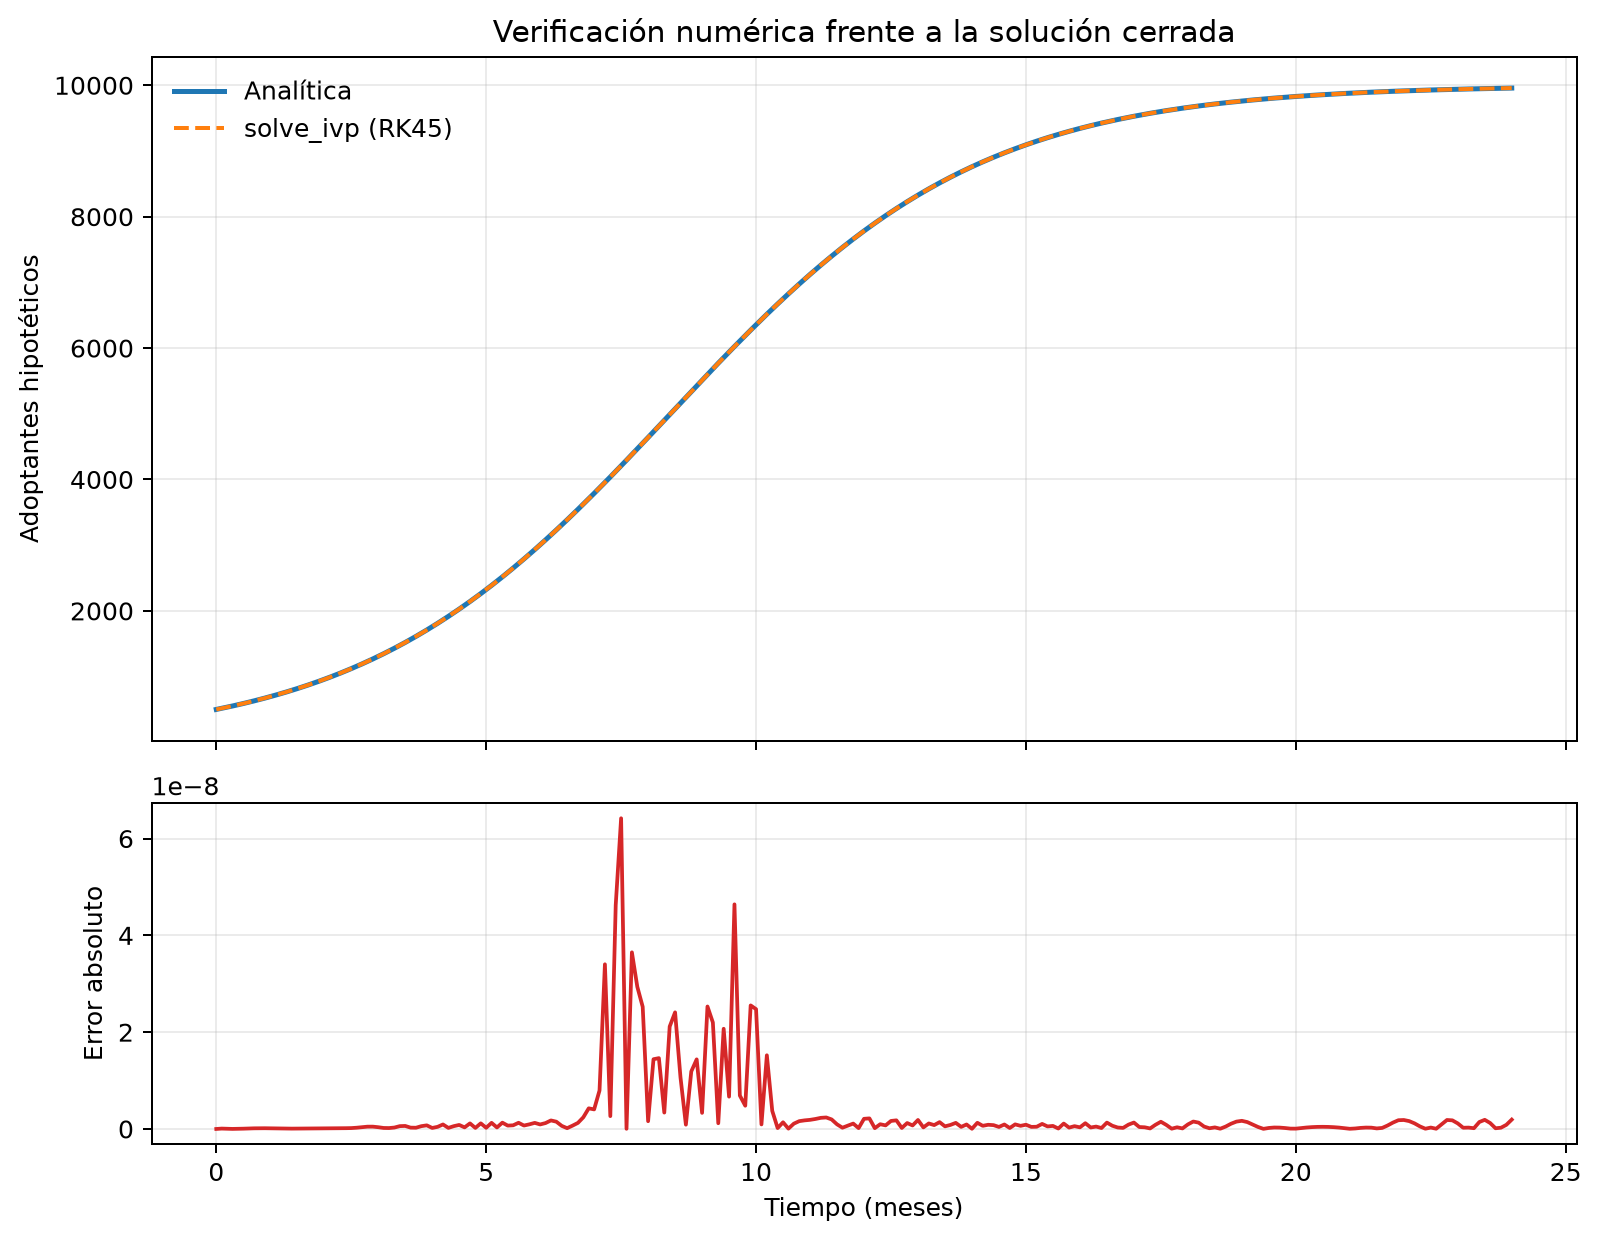 Verificación numérica frente a la solución cerrada
Analítica
solve_ivp (RK45)
Adoptantes hipotéticos
10000
8000
6000
4000
2000
1e−8
Error absoluto
6
4
2
0
0 5 10 15 20 25
Tiempo (meses)